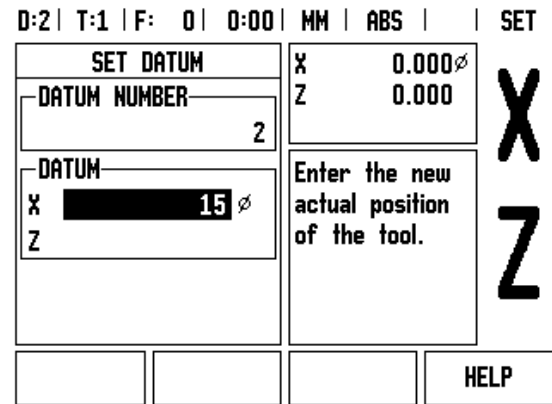 D:2| T:1 | F: 0| 0:00| MM | ABS | | SET
SET DATUM
DATUM NUMBER
2
DATUM
X 15 ⌀
Z
X 0.000⌀
Z 0.000
Enter the new
actual position
of the tool.
X
Z
HELP